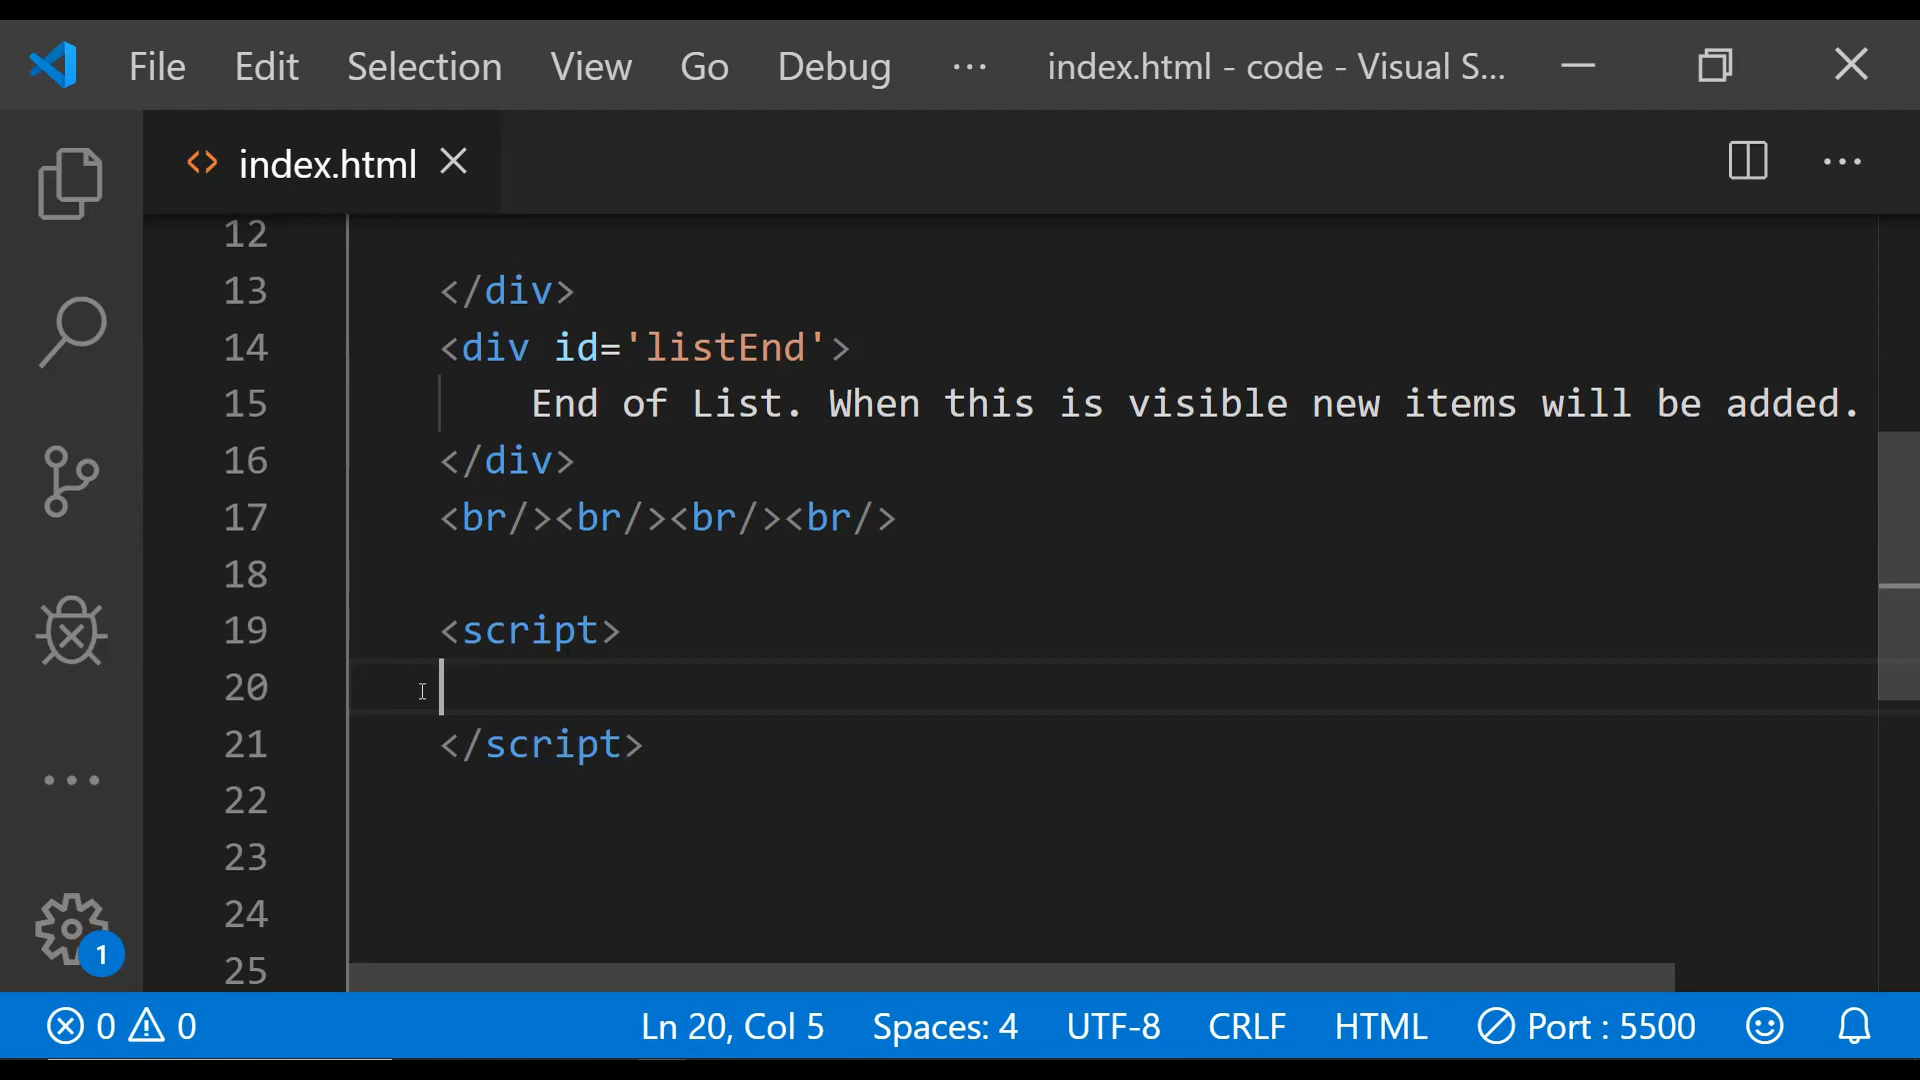 File Edit Selection View Go Debug ... index.html - code - Visual S...
index.html
12
13 </div>
14 <div id='listEnd'>
15 End of List. When this is visible new items will be added.
16 </div>
17 <br/><br/><br/><br/>
18
19 <script>
20
21 </script>
22
23
24
25
1
0 0 Ln 20, Col 5 Spaces: 4 UTF-8 CRLF HTML Port : 5500